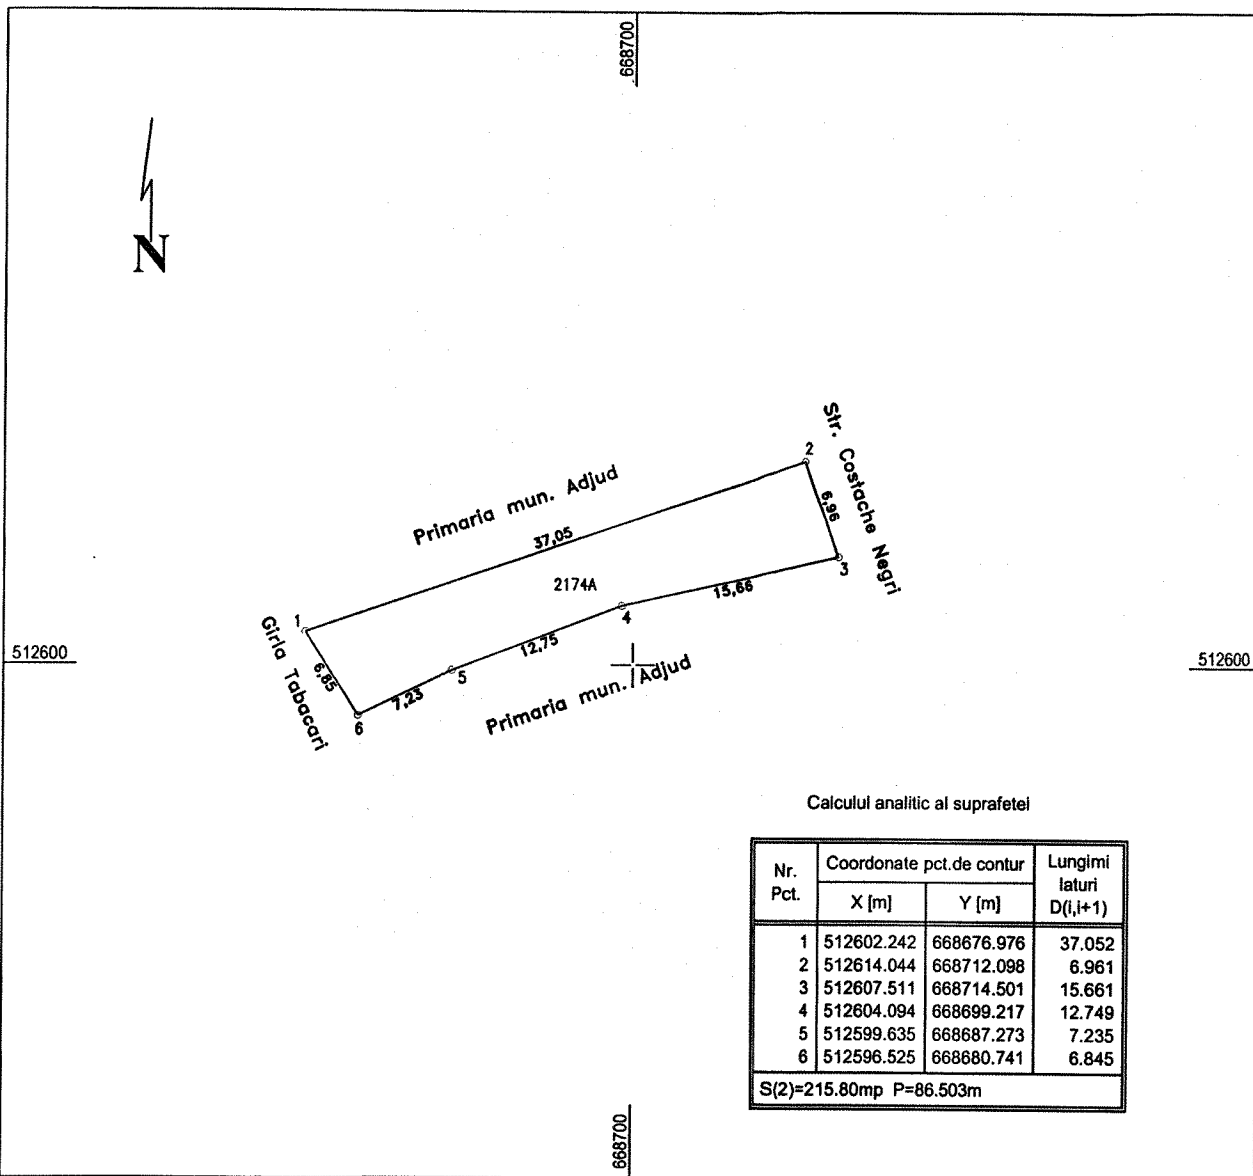 668700
N
Str. Costache Negri
2
6,96
Primaria mun. Adjud
37,05
3
2174A
15,66
4
1
Girla Tabacari
512600
6,85
12,75
5
512600
7,23
6
Primaria mun. Adjud
Calculul analitic al suprafetei
Nr. Pct. Coordonate pct.de contur Lungimi laturi D(i,i+1)
X [m] Y [m]
1 512602.242 668676.976 37.052
2 512614.044 668712.098 6.961
3 512607.511 668714.501 15.661
4 512604.094 668699.217 12.749
5 512599.635 668687.273 7.235
6 512596.525 668680.741 6.845
S(2)=215.80mp P=86.503m
668700